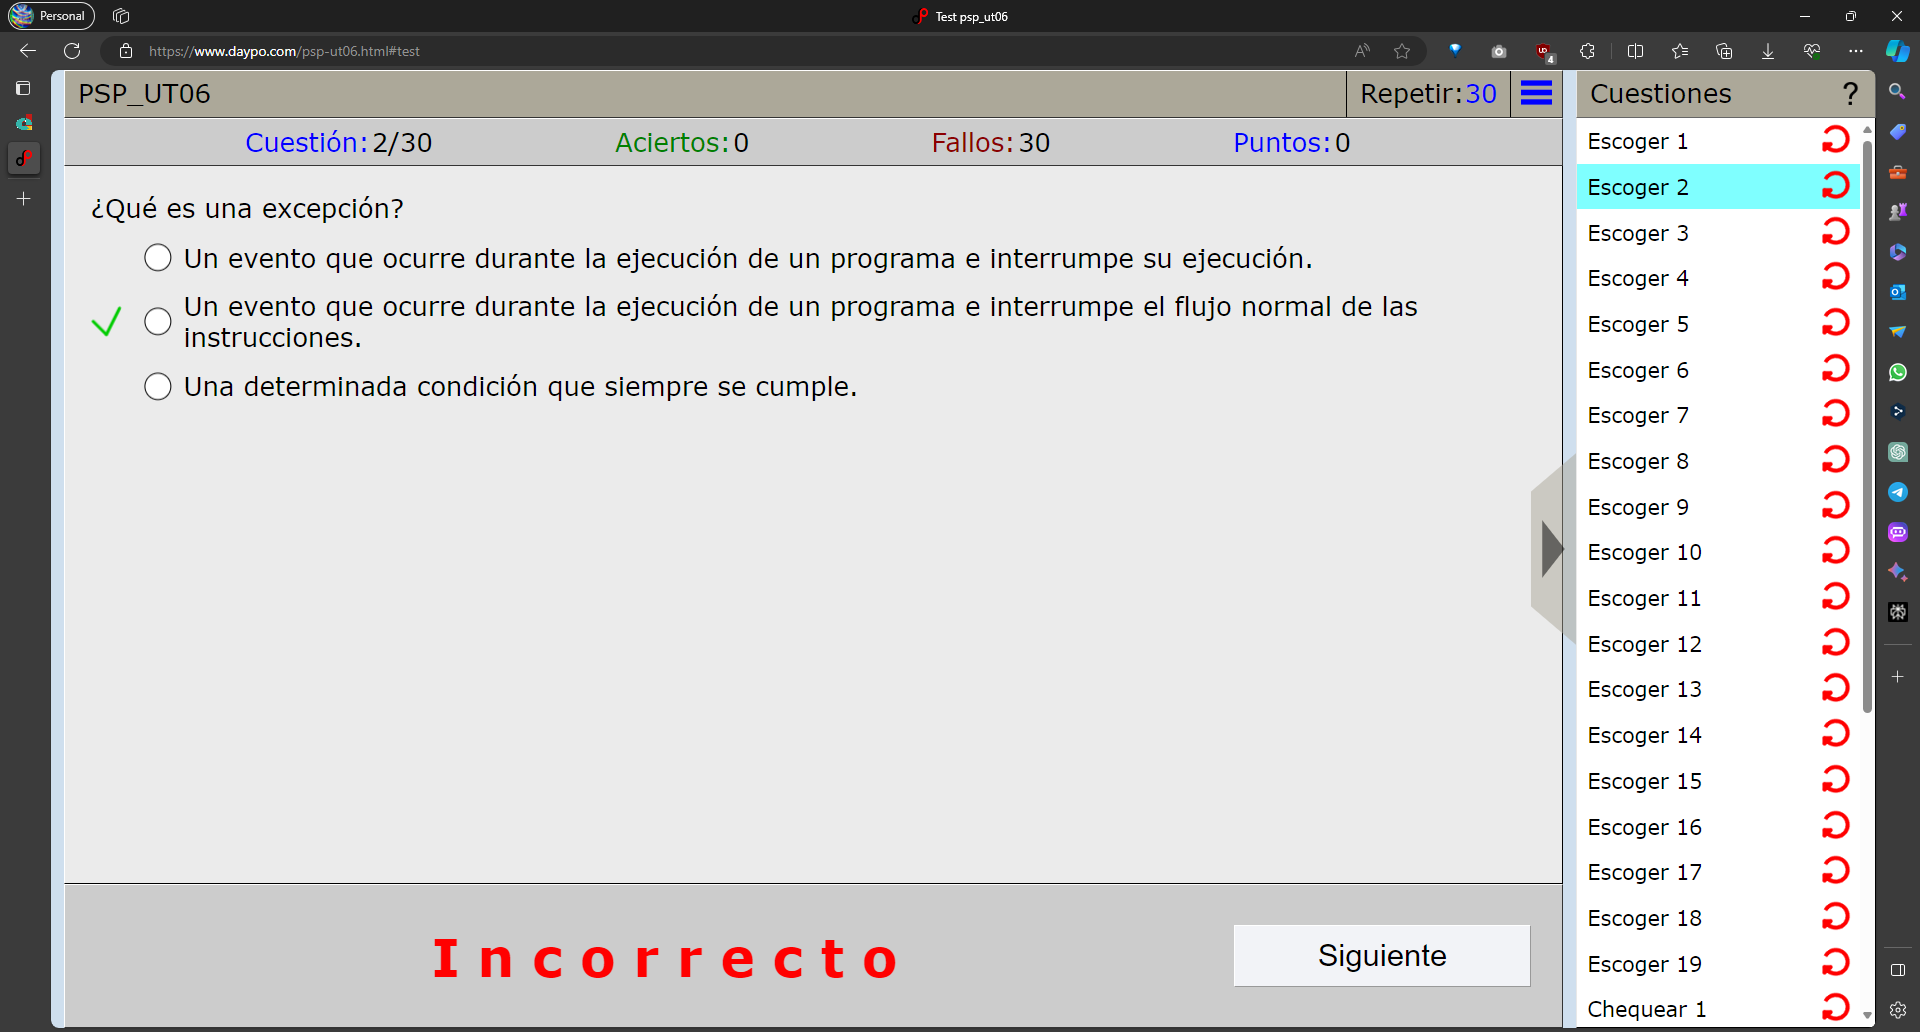 Personal
Test psp_ut06
https://www.daypo.com/psp-ut06.html#test
PSP_UT06
Repetir:30
Cuestión:2/30
Aciertos:0
Fallos:30
Puntos:0
¿Qué es una excepción?
Un evento que ocurre durante la ejecución de un programa e interrumpe su ejecución.
Un evento que ocurre durante la ejecución de un programa e interrumpe el flujo normal de las
instrucciones.
Una determinada condición que siempre se cumple.
Incorrecto
Siguiente
Cuestiones ?
Escoger 1
Escoger 2
Escoger 3
Escoger 4
Escoger 5
Escoger 6
Escoger 7
Escoger 8
Escoger 9
Escoger 10
Escoger 11
Escoger 12
Escoger 13
Escoger 14
Escoger 15
Escoger 16
Escoger 17
Escoger 18
Escoger 19
Chequear 1
4